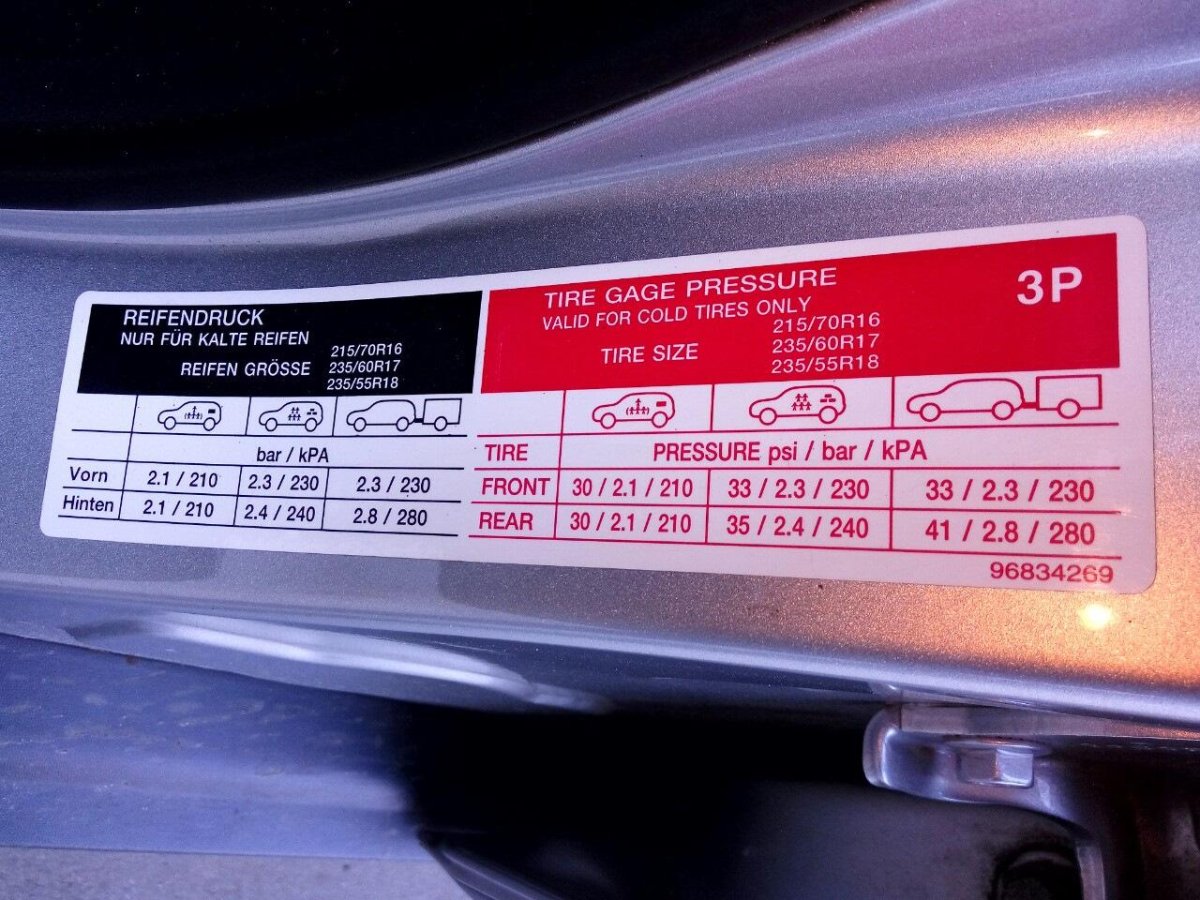 REIFENDRUCK
NUR FÜR KALTE REIFEN
REIFEN GRÖSSE
215/70R16
235/60R17
235/55R18
bar / kPA
Vorn 2.1 / 210 2.3 / 230 2.3 / 230
Hinten 2.1 / 210 2.4 / 240 2.8 / 280
TIRE GAGE PRESSURE
VALID FOR COLD TIRES ONLY
TIRE SIZE
215/70R16
235/60R17
235/55R18
3P
TIRE PRESSURE psi / bar / kPA
FRONT 30 / 2.1 / 210 33 / 2.3 / 230 33 / 2.3 / 230
REAR 30 / 2.1 / 210 35 / 2.4 / 240 41 / 2.8 / 280
96834269